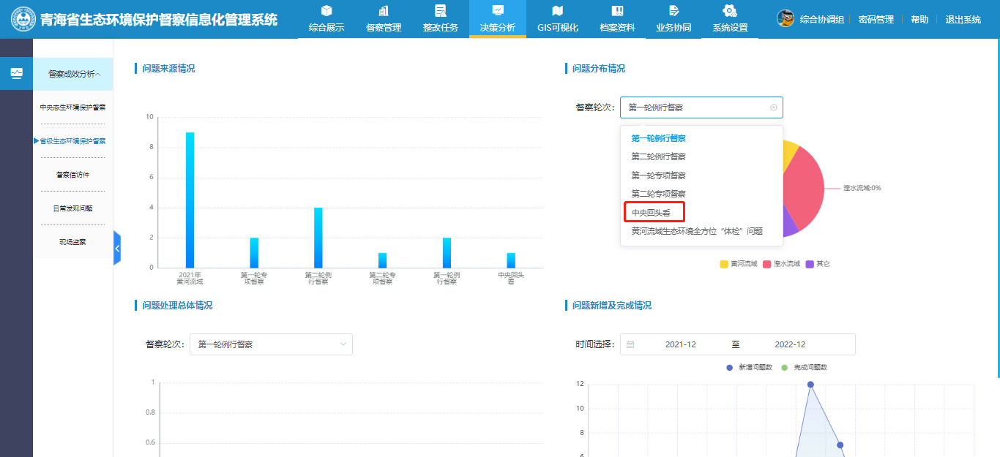 青海省生态环境保护督察信息化管理系统
综合展示
督察管理
整改任务
决策分析
GIS可视化
档案资料
业务协同
系统设置
综合协调组
密码管理
帮助
退出系统
督察成效分析
中央态生环境保护督察
省级生态环境保护督察
督察信访件
日常发现问题
现场监察
问题来源情况
10
8
6
4
2
0
2021年
黄河流域
第一轮专
项督察
第二轮例
行督察
第二轮专
项督察
第一轮例
行督察
中央回头
看
问题分布情况
督察轮次：
第一轮例行督察
第一轮例行督察
第二轮例行督察
第一轮专项督察
第二轮专项督察
中央回头看
黄河流域生态环境全方位“体检”问题
湟水流域:0%
黄河流域
湟水流域
其它
问题处理总体情况
督察轮次：
第一轮例行督察
1
0.8
0.6
问题新增及完成情况
时间选择：
2021-12
至
2022-12
新增问题数
完成问题数
12
10
8
6